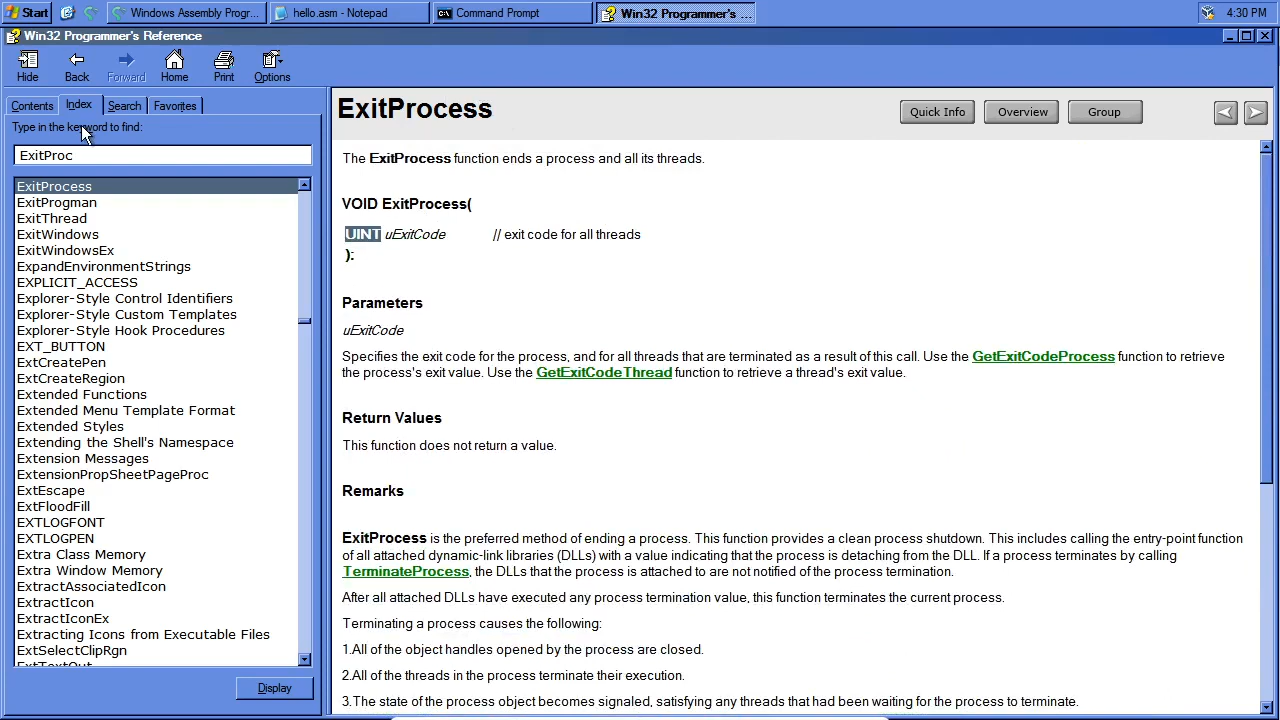 Start
Windows Assembly Progr...
hello.asm - Notepad
Command Prompt
Win32 Programmer's ...
4:30 PM
Win32 Programmer's Reference
Hide
Back
Forward
Home
Print
Options
Contents
Index
Search
Favorites
Type in the keyword to find:
ExitProc
ExitProcess
ExitProgman
ExitThread
ExitWindows
ExitWindowsEx
ExpandEnvironmentStrings
EXPLICIT_ACCESS
Explorer-Style Control Identifiers
Explorer-Style Custom Templates
Explorer-Style Hook Procedures
EXT_BUTTON
ExtCreatePen
ExtCreateRegion
Extended Functions
Extended Menu Template Format
Extended Styles
Extending the Shell's Namespace
Extension Messages
ExtensionPropSheetPageProc
ExtEscape
ExtFloodFill
EXTLOGFONT
EXTLOGPEN
Extra Class Memory
Extra Window Memory
ExtractAssociatedIcon
ExtractIcon
ExtractIconEx
Extracting Icons from Executable Files
ExtSelectClipRgn
ExtTextOut
Display
ExitProcess
Quick Info
Overview
Group
The ExitProcess function ends a process and all its threads.
VOID ExitProcess(
UINT uExitCode // exit code for all threads
);
Parameters
uExitCode
Specifies the exit code for the process, and for all threads that are terminated as a result of this call. Use the GetExitCodeProcess function to retrieve
the process's exit value. Use the GetExitCodeThread function to retrieve a thread's exit value.
Return Values
This function does not return a value.
Remarks
ExitProcess is the preferred method of ending a process. This function provides a clean process shutdown. This includes calling the entry-point function
of all attached dynamic-link libraries (DLLs) with a value indicating that the process is detaching from the DLL. If a process terminates by calling
TerminateProcess, the DLLs that the process is attached to are not notified of the process termination.
After all attached DLLs have executed any process termination value, this function terminates the current process.
Terminating a process causes the following:
1.All of the object handles opened by the process are closed.
2.All of the threads in the process terminate their execution.
3.The state of the process object becomes signaled, satisfying any threads that had been waiting for the process to terminate.